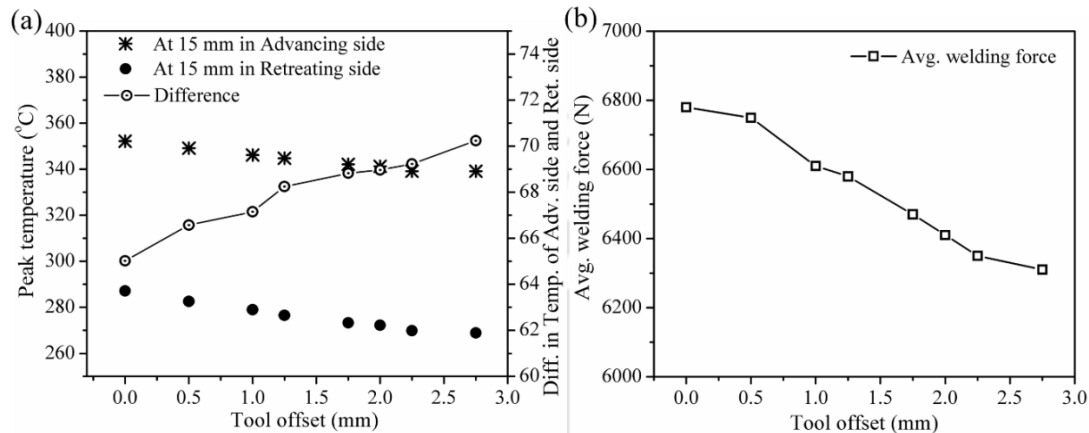 (a)
400
380
360
340
320
300
280
260
Peak temperature (°C)
At 15 mm in Advancing side
At 15 mm in Retreating side
Difference
74
72
70
68
66
64
62
60
Diff. in Temp. of Adv. side and Ret. side
0.0 0.5 1.0 1.5 2.0 2.5 3.0
Tool offset (mm)
(b)
7000
6800
6600
6400
6200
6000
Avg. welding force (N)
Avg. welding force
0.0 0.5 1.0 1.5 2.0 2.5 3.0
Tool offset (mm)